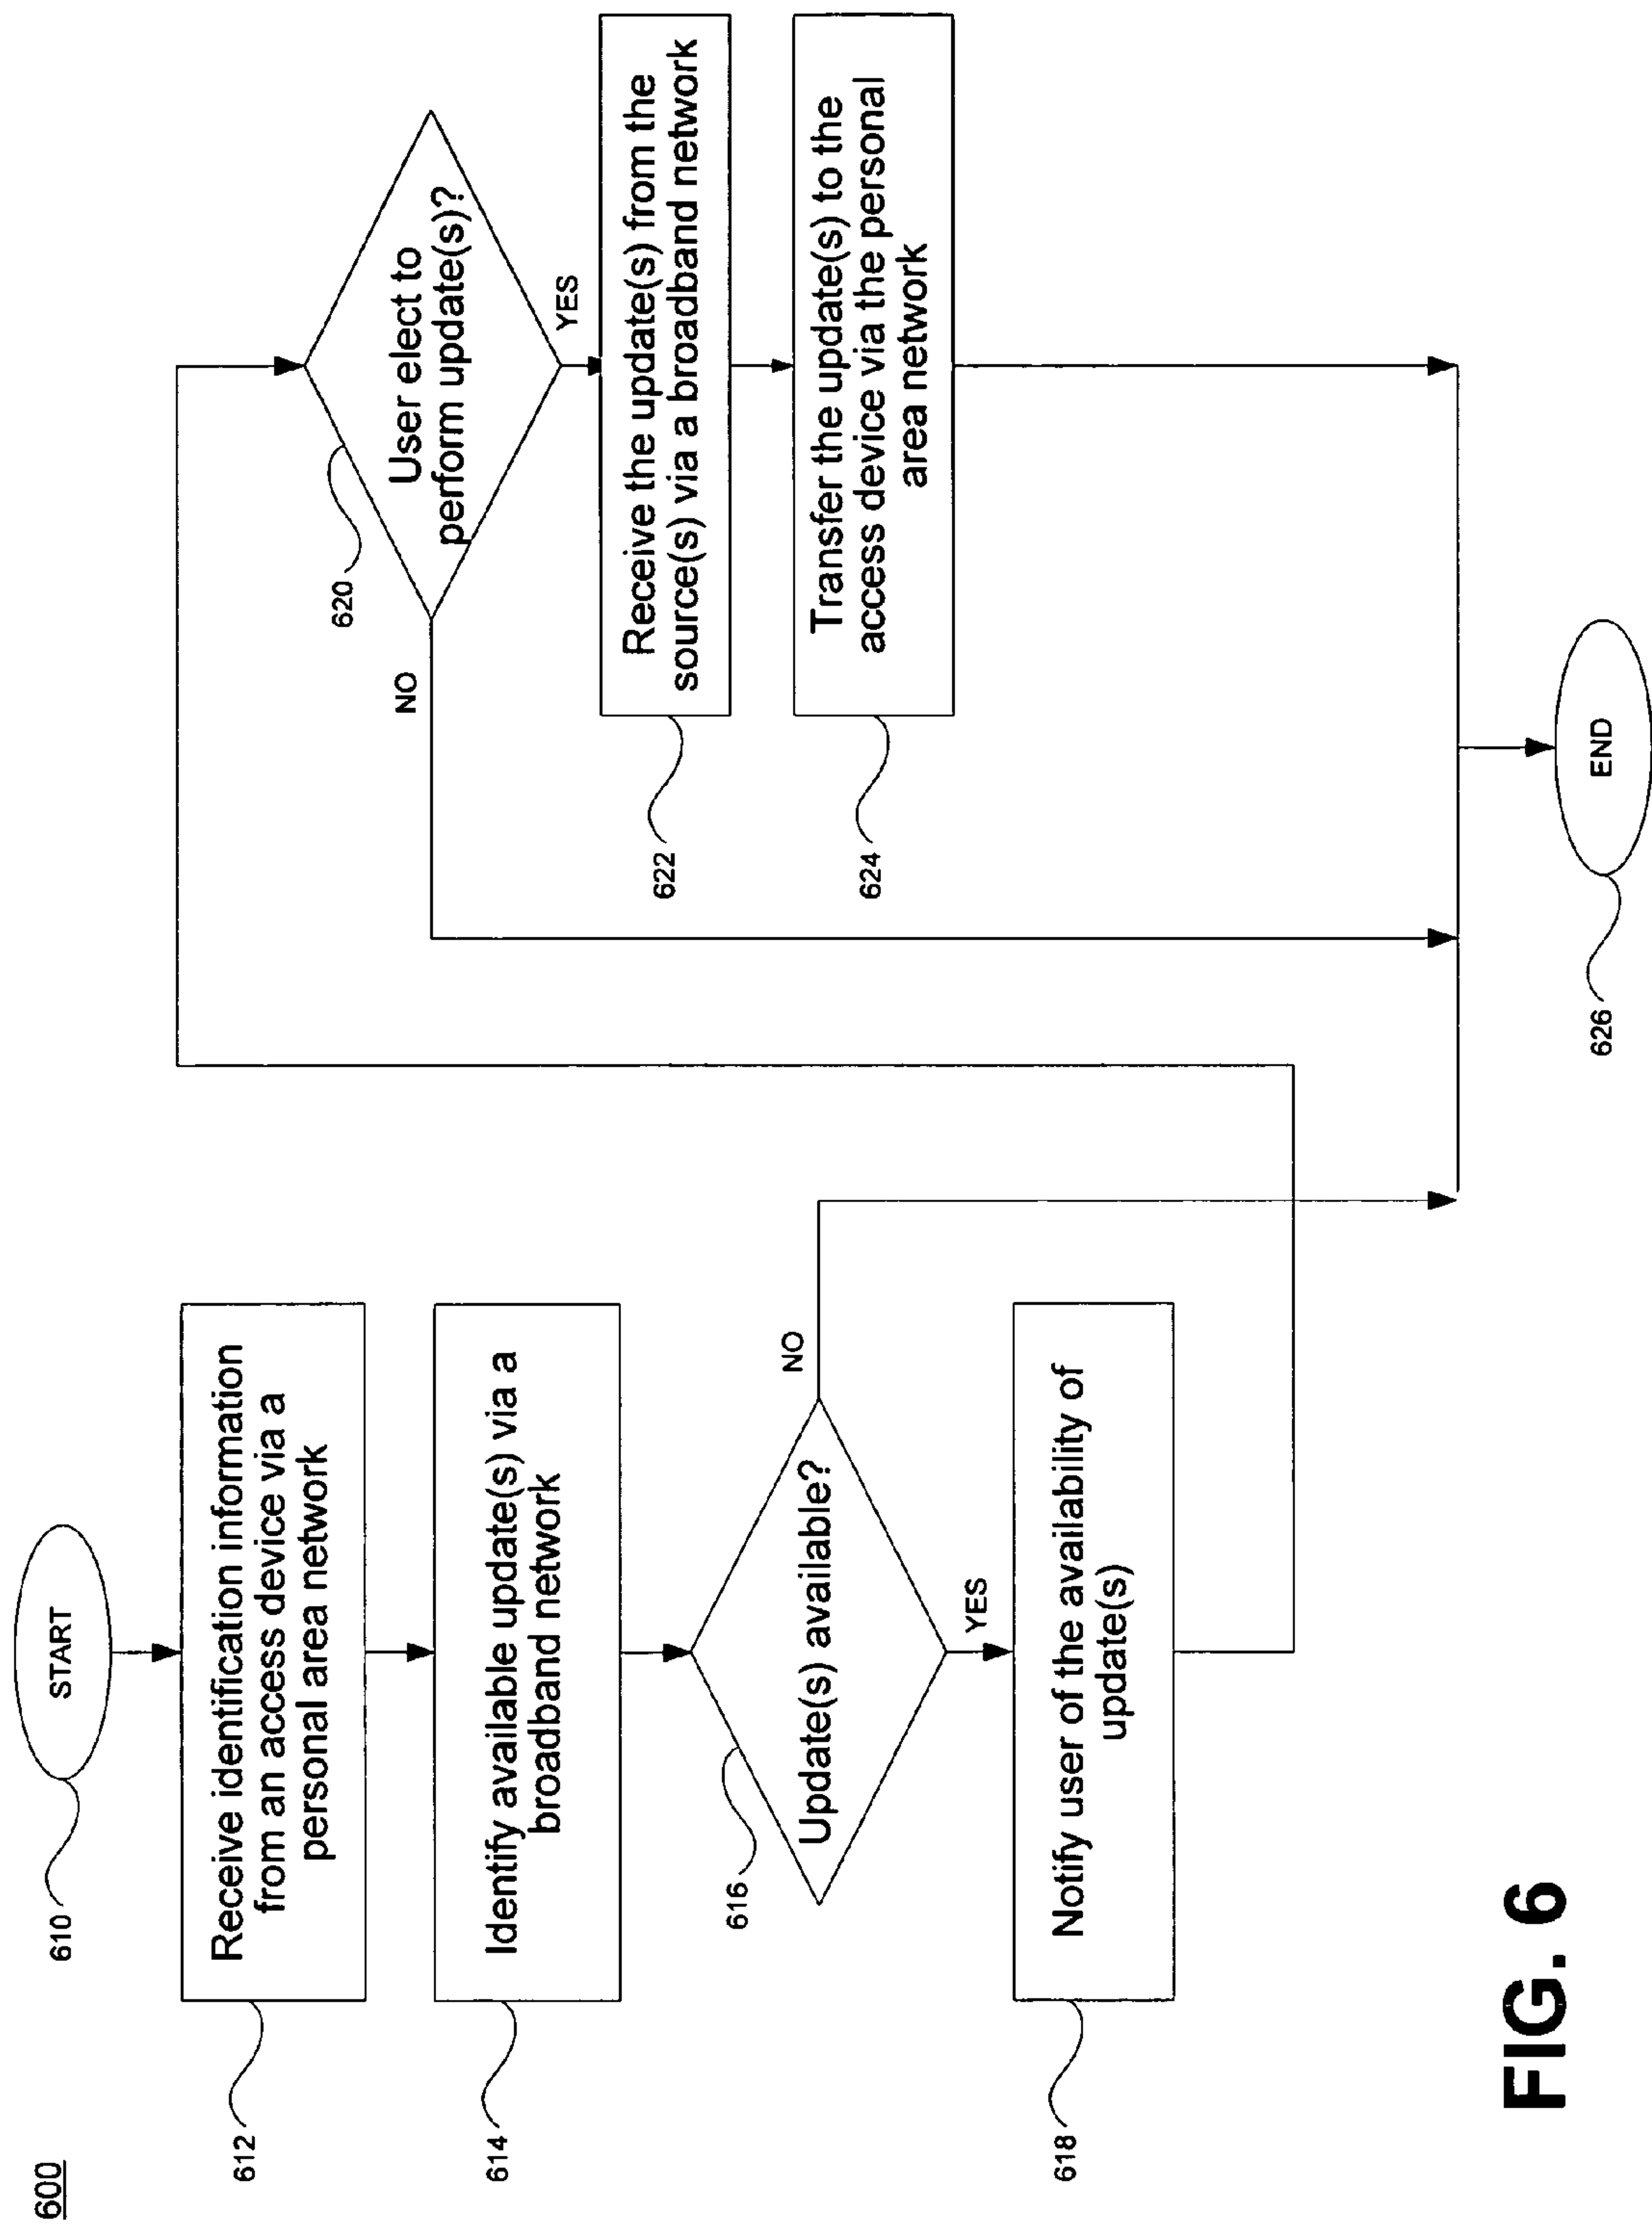 600
610
START
612
Receive identification information
from an access device via a
personal area network
614
Identify available update(s) via a
broadband network
616
Update(s) available?
NO
YES
618
Notify user of the availability of
update(s)
620
User elect to
perform update(s)?
NO
YES
622
Receive the update(s) from the
source(s) via a broadband network
624
Transfer the update(s) to the
access device via the personal
area network
626
END
FIG. 6